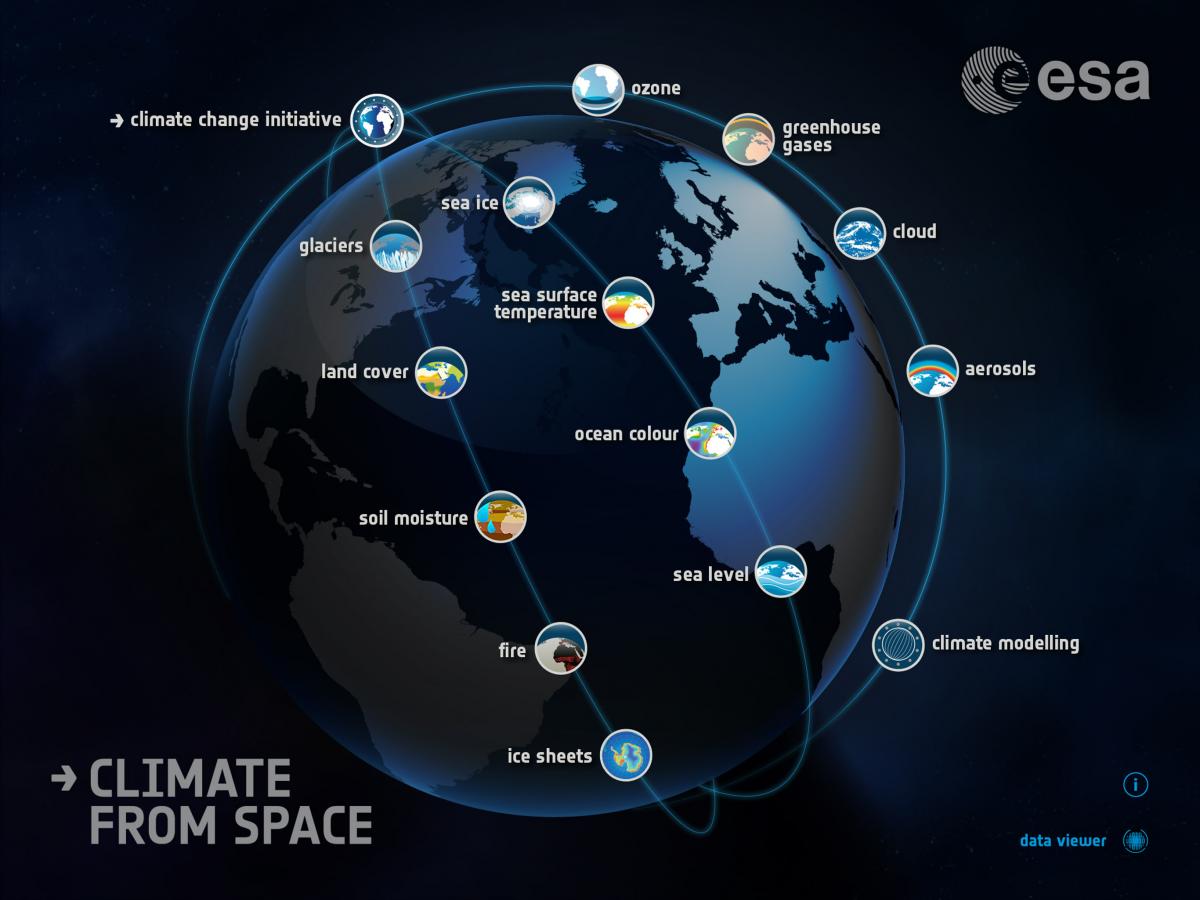 esa
ozone
→ climate change initiative
greenhouse
gases
sea ice
cloud
glaciers
sea surface
temperature
land cover
aerosols
ocean colour
soil moisture
sea level
fire
climate modelling
ice sheets
→ CLIMATE
FROM SPACE
i
data viewer